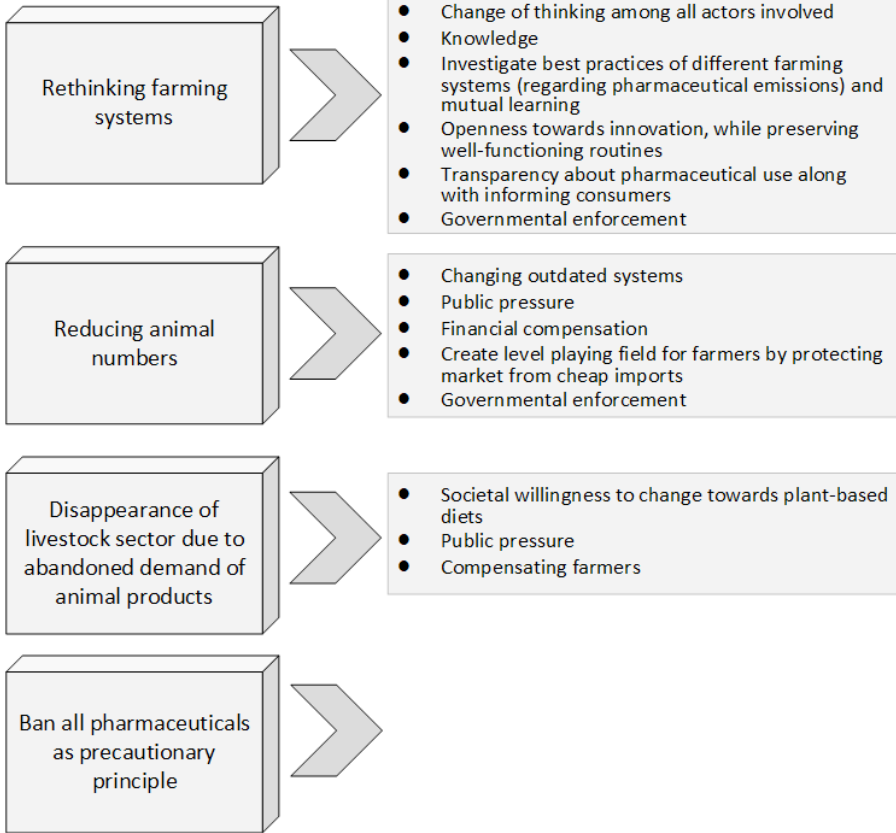 Rethinking farming
systems
● Change of thinking among all actors involved
● Knowledge
● Investigate best practices of different farming
systems (regarding pharmaceutical emissions) and
mutual learning
● Openness towards innovation, while preserving
well-functioning routines
● Transparency about pharmaceutical use along
with informing consumers
● Governmental enforcement
Reducing animal
numbers
● Changing outdated systems
● Public pressure
● Financial compensation
● Create level playing field for farmers by protecting
market from cheap imports
● Governmental enforcement
Disappearance of
livestock sector due to
abandoned demand of
animal products
● Societal willingness to change towards plant-based
diets
● Public pressure
● Compensating farmers
Ban all pharmaceuticals
as precautionary
principle